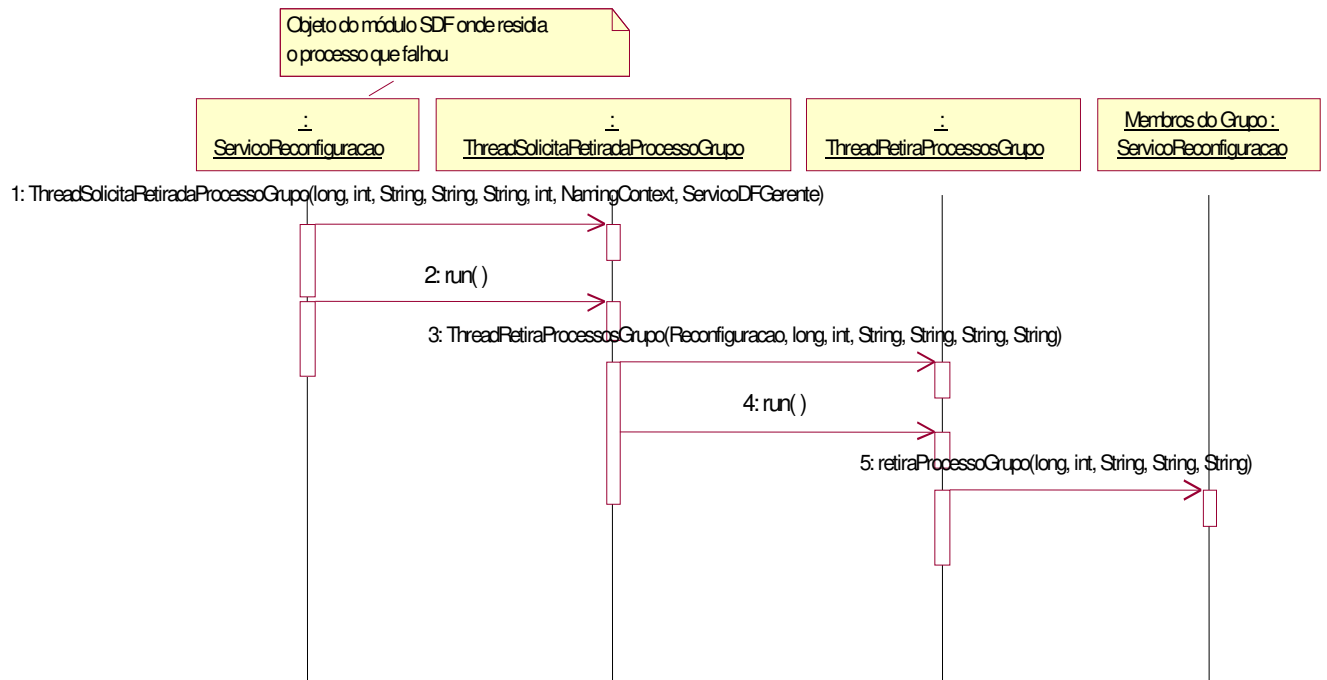 Objeto do módulo SDF onde residia
o processo que falhou
:
ServicoReconfiguracao
:
ThreadSolicitaRetiradaProcessoGrupo
:
ThreadRetiraProcessosGrupo
Membros do Grupo :
ServicoReconfiguracao
1: ThreadSolicitaRetiradaProcessoGrupo(long, int, String, String, String, int, NamingContext, ServicoDFGerente)
2: run( )
3: ThreadRetiraProcessosGrupo(Reconfiguracao, long, int, String, String, String, String)
4: run( )
5: retiraProcessoGrupo(long, int, String, String, String)